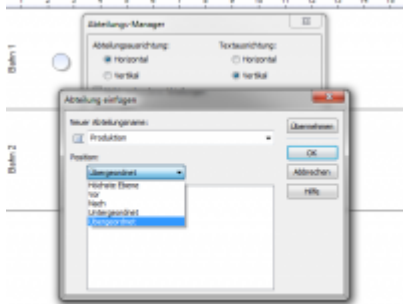 Abteilungs-Manager
Abteilungsausrichtung:
Textausrichtung:
Horizontal
Horizontal
Vertikal
Vertikal
Bahn 1
Abteilung einfügen
Neuer Abteilungsname:
Übernehmen
Produktion
OK
Position:
Abbrechen
Übergeordnet
Hilfe
Höchste Ebene
Vor
Nach
Untergeordnet
Übergeordnet
Bahn 2